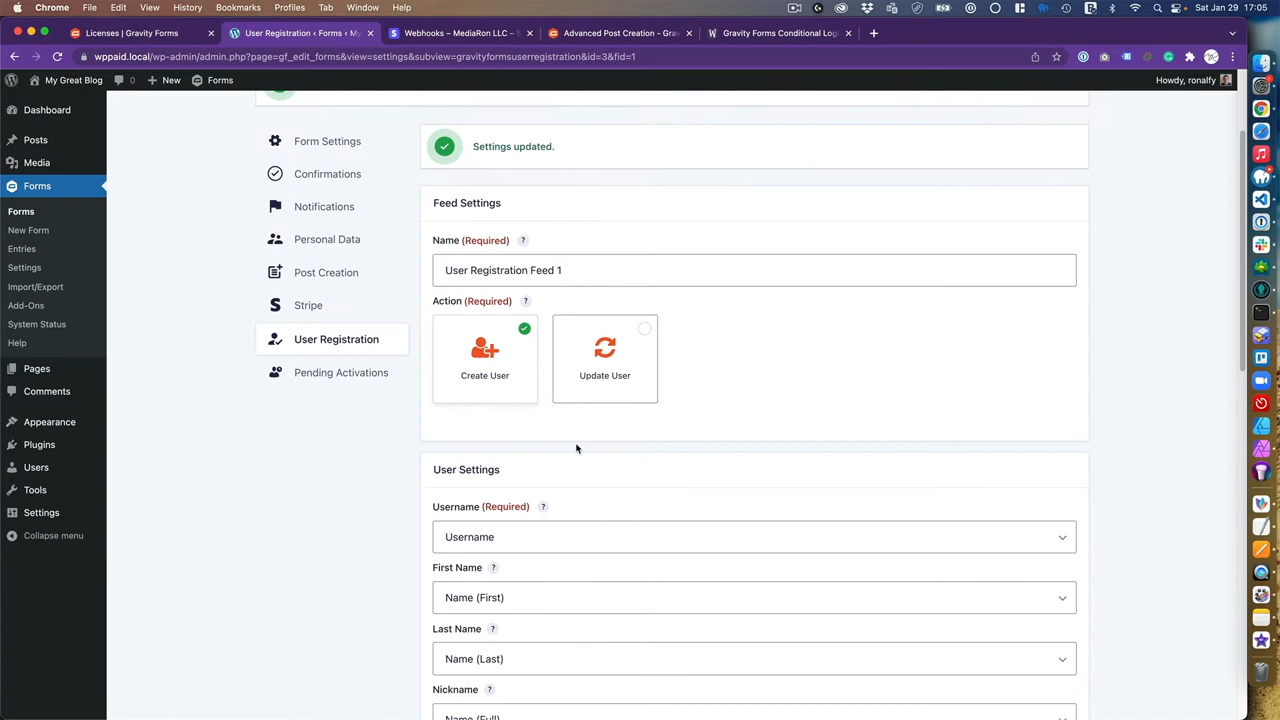 Chrome File Edit View History Bookmarks Profiles Tab Window Help
Sat Jan 29 17:05
Licenses | Gravity Forms
User Registration ‹ Forms ‹ My
Webhooks – MediaRon LLC –
Advanced Post Creation - Grav
Gravity Forms Conditional Log
wppaid.local/wp-admin/admin.php?page=gf_edit_forms&view=settings&subview=gravityformsuserregistration&id=3&fid=1
My Great Blog 0 New Forms
Howdy, ronalfy
Dashboard
Posts
Media
Forms
Forms
New Form
Entries
Settings
Import/Export
Add-Ons
System Status
Help
Pages
Comments
Appearance
Plugins
Users
Tools
Settings
Collapse menu
Form Settings
Confirmations
Notifications
Personal Data
Post Creation
Stripe
User Registration
Pending Activations
Settings updated.
Feed Settings
Name (Required) ?
User Registration Feed 1
Action (Required) ?
Create User
Update User
User Settings
Username (Required) ?
Username
First Name ?
Name (First)
Last Name ?
Name (Last)
Nickname ?
Name (Full)